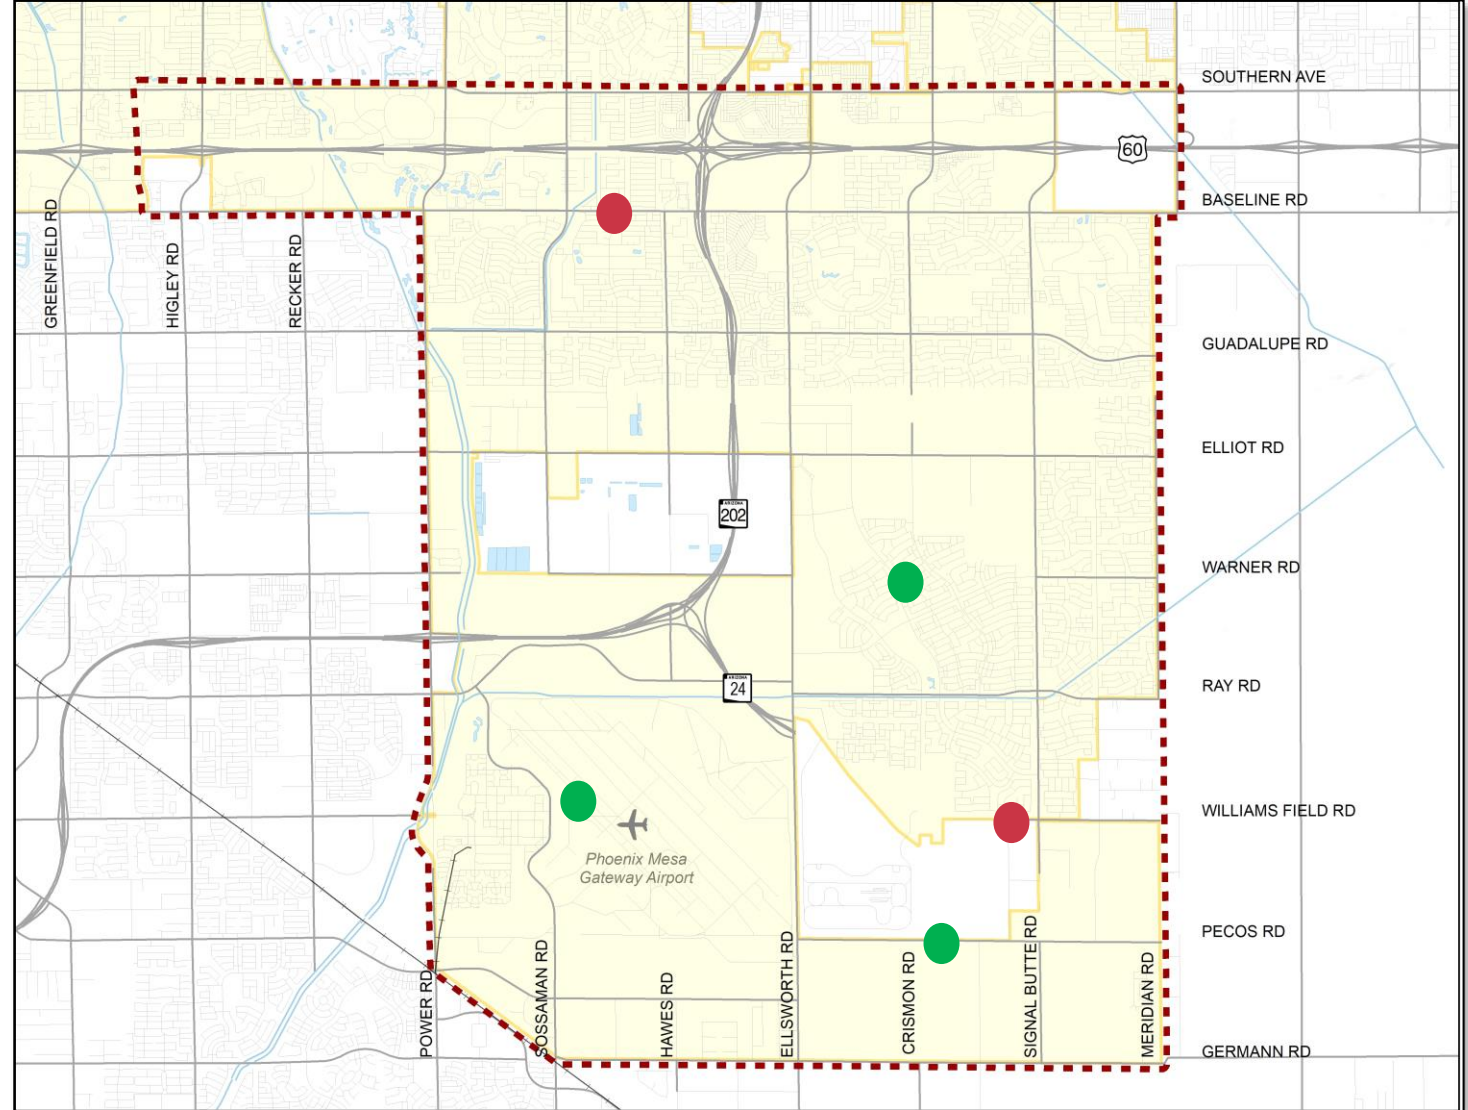 SOUTHERN AVE
60
BASELINE RD
GREENFIELD RD
HIGLEY RD
RECKER RD
GUADALUPE RD
ELLIOT RD
ARIZONA
202
WARNER RD
ARIZONA
24
RAY RD
WILLIAMS FIELD RD
Phoenix Mesa
Gateway Airport
PECOS RD
POWER RD
SOSSAMAN RD
HAWES RD
ELLSWORTH RD
CRISMON RD
SIGNAL BUTTE RD
MERIDIAN RD
GERMANN RD